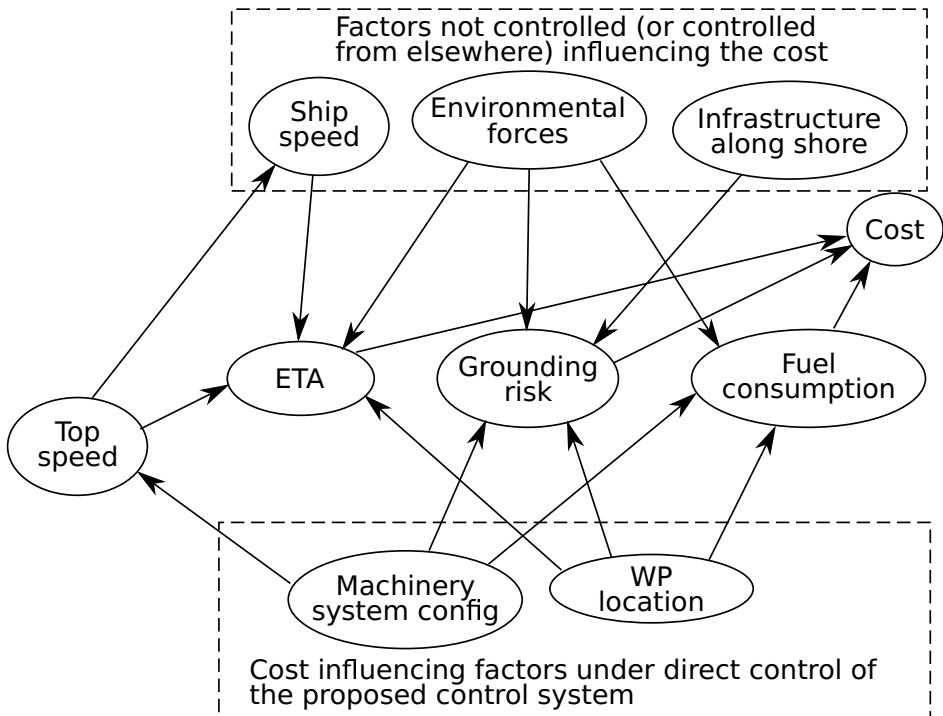 Factors not controlled (or controlled
from elsewhere) influencing the cost
Ship
speed
Environmental
forces
Infrastructure
along shore
Cost
ETA
Grounding
risk
Fuel
consumption
Top
speed
Machinery
system config
WP
location
Cost influencing factors under direct control of
the proposed control system